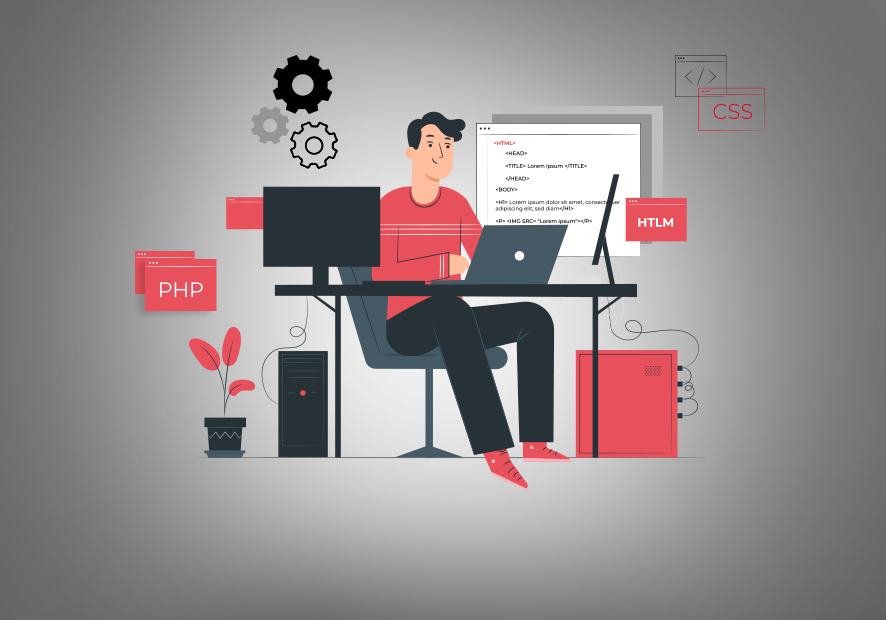 </>
CSS
<HTML>
<HEAD>
<TITLE> Lorem ipsum </TITLE>
</HEAD>
<BODY>
<H1> Lorem ipsum dolor sit amet, consectetuer
adipiscing elit, sed diam</H1>
<P> <IMG SRC= "Lorem ipsum"></P>
HTLM
PHP